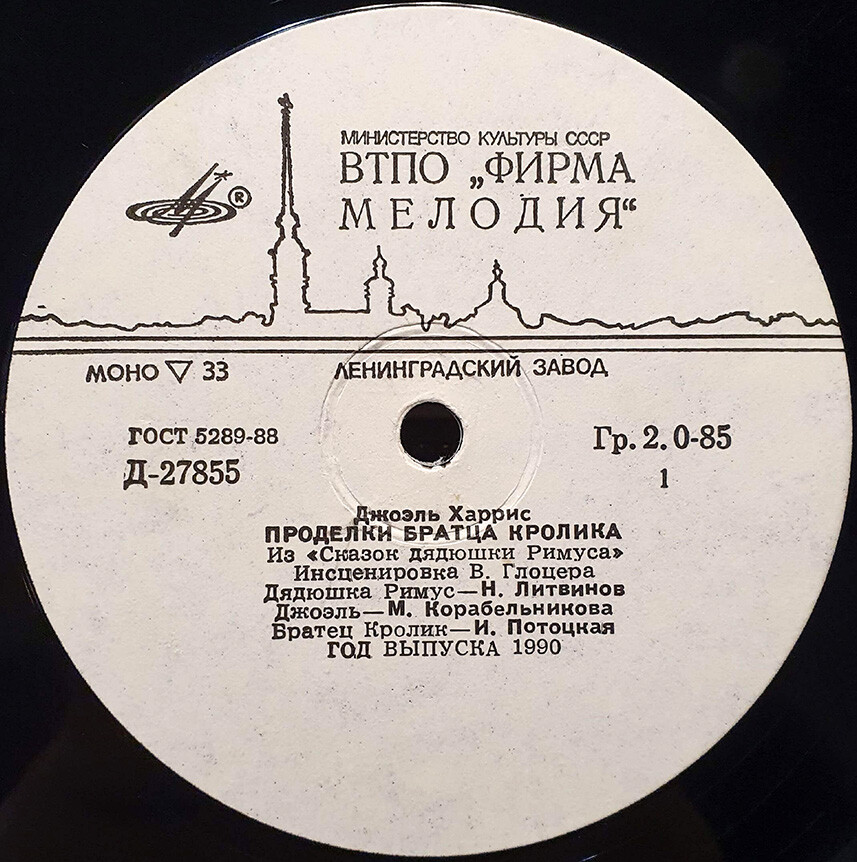 МИНИСТЕРСТВО КУЛЬТУРЫ СССР
ВТПО „ФИРМА
МЕЛОДИЯ“
®
МОНО ▽ 33
ЛЕНИНГРАДСКИЙ ЗАВОД
ГОСТ 5289-88
Гр. 2. 0-85
Д-27855
1
Джоэль Харрис
ПРОДЕЛКИ БРАТЦА КРОЛИКА
Из «Сказок дядюшки Римуса»
Инсценировка В. Глоцера
Дядюшка Римус—Н. Литвинов
Джоэль—М. Корабельникова
Братец Кролик—И. Потоцкая
ГОД ВЫПУСКА 1990